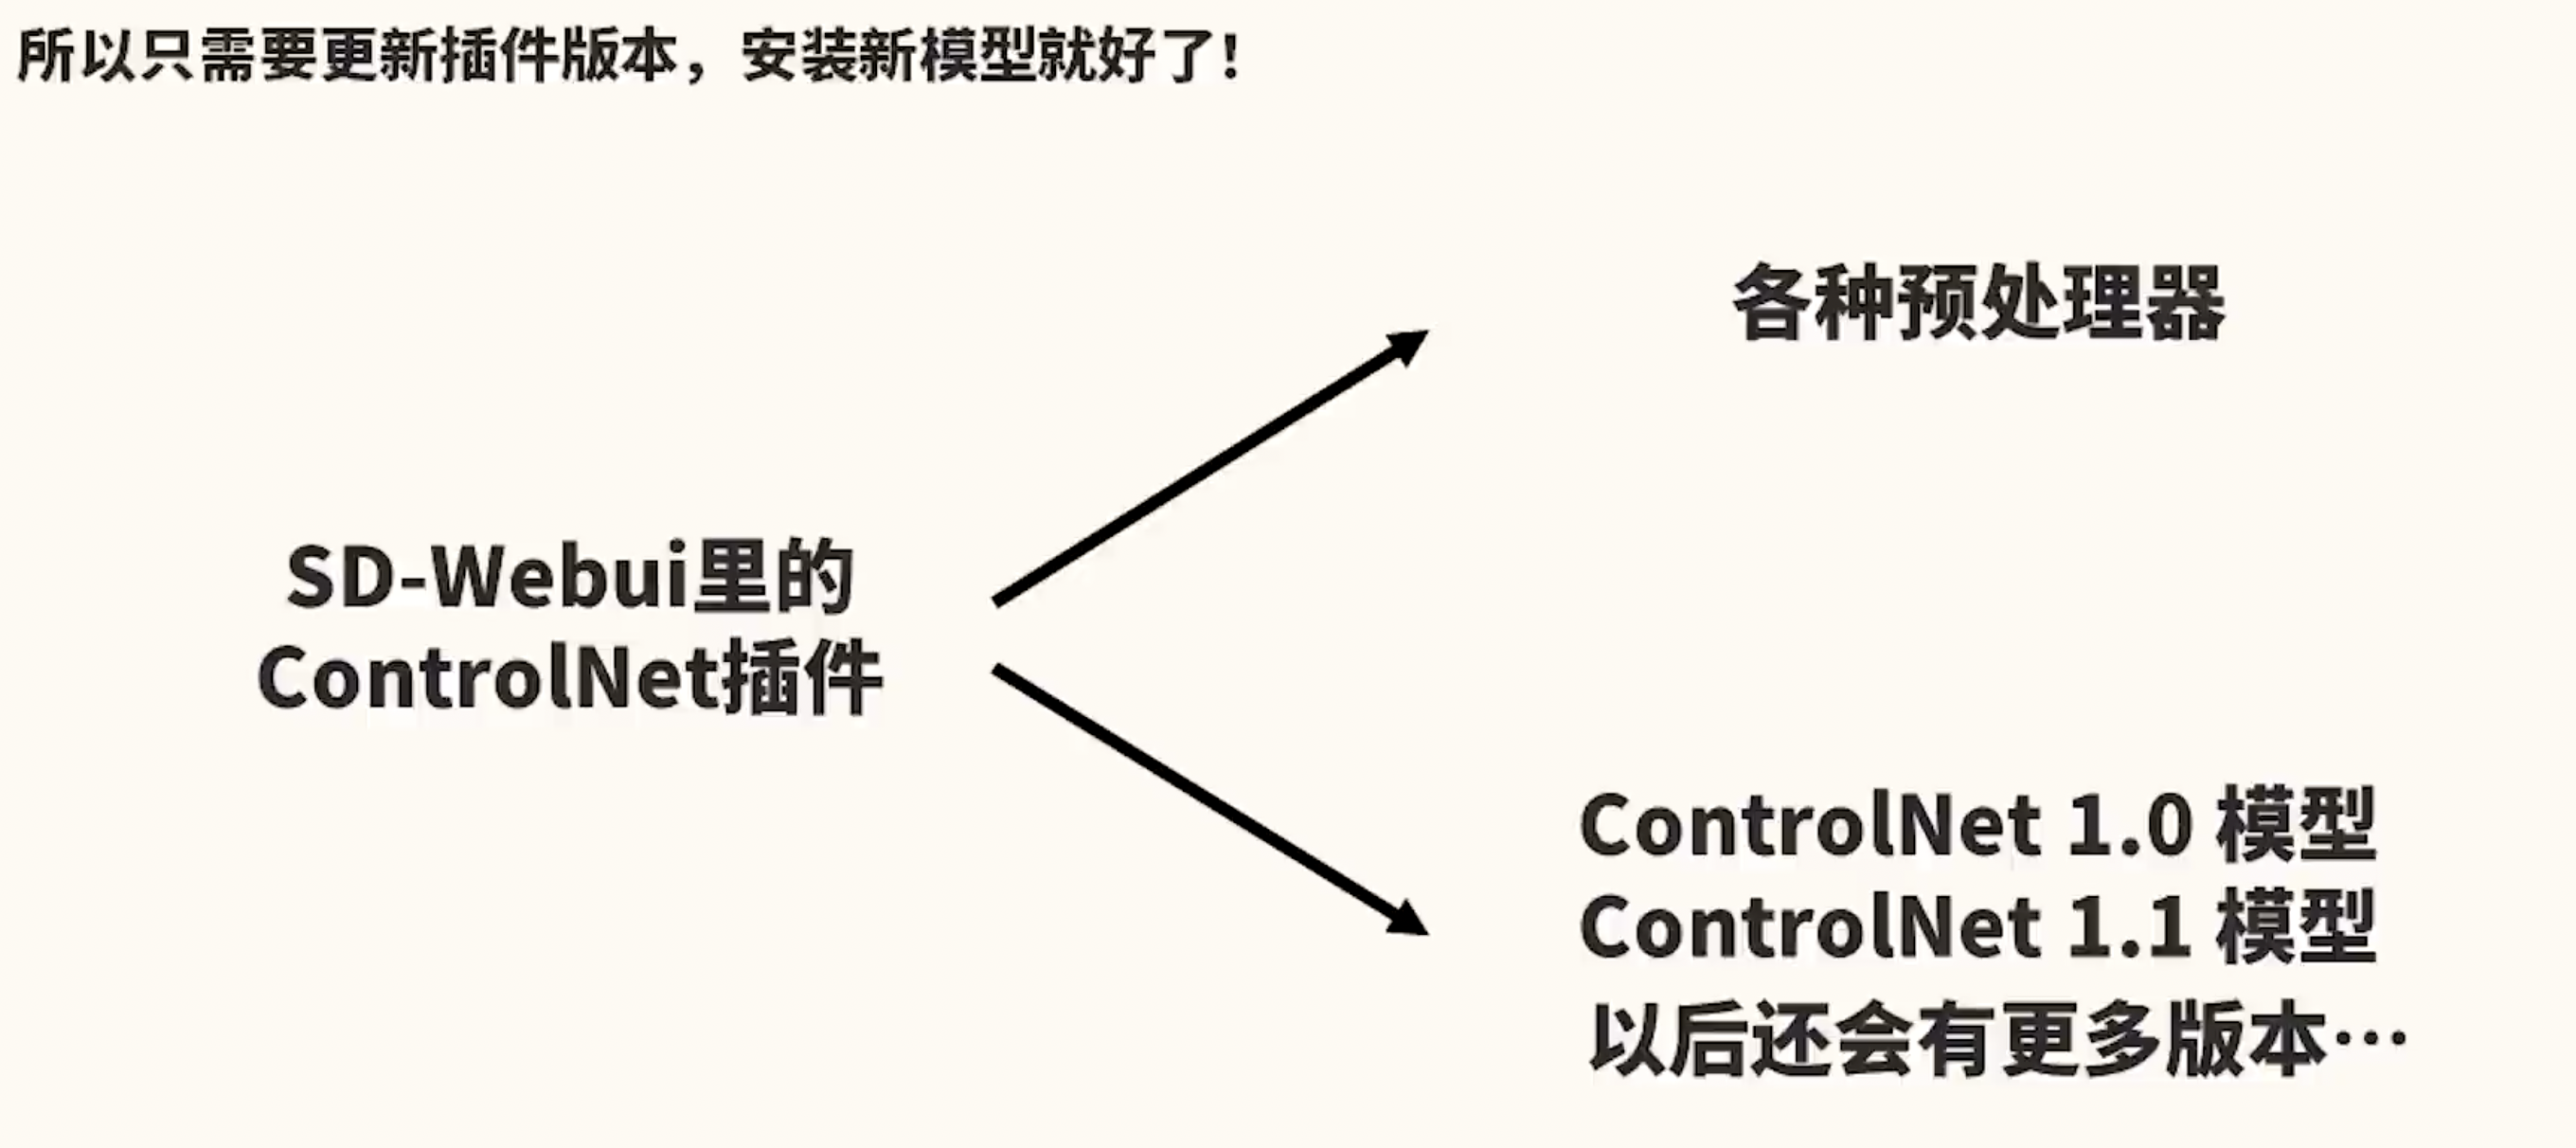 所以只需要更新插件版本，安装新模型就好了！
各种预处理器
SD-Webui里的
ControlNet插件
ControlNet 1.0 模型
ControlNet 1.1 模型
以后还会有更多版本…